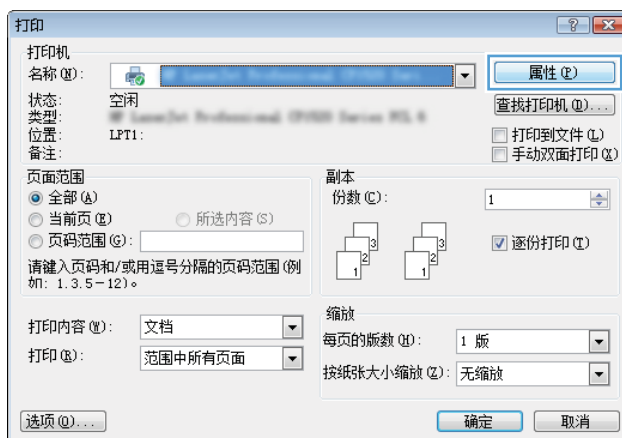 打印
打印机
名称(N):
属性(P)
状态: 空闲
类型:
查找打印机(D)...
位置: LPT1:
打印到文件(L)
备注:
手动双面打印(X)
页面范围
全部(A)
当前页(E) 所选内容(S)
页码范围(G):
请键入页码和/或用逗号分隔的页码范围(例
如: 1.3.5-12)。
副本
份数(C): 1
逐份打印(T)
3
2
1
3
2
1
打印内容(W): 文档
打印(R): 范围中所有页面
缩放
每页的版数(H): 1 版
按纸张大小缩放(Z): 无缩放
选项(O)...
确定 取消